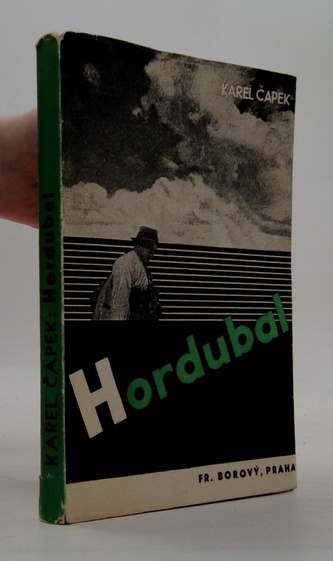 KAREL ČAPEK: Hordubal
KAREL ČAPEK
Hordubal
FR. BOROVÝ, PRAHA